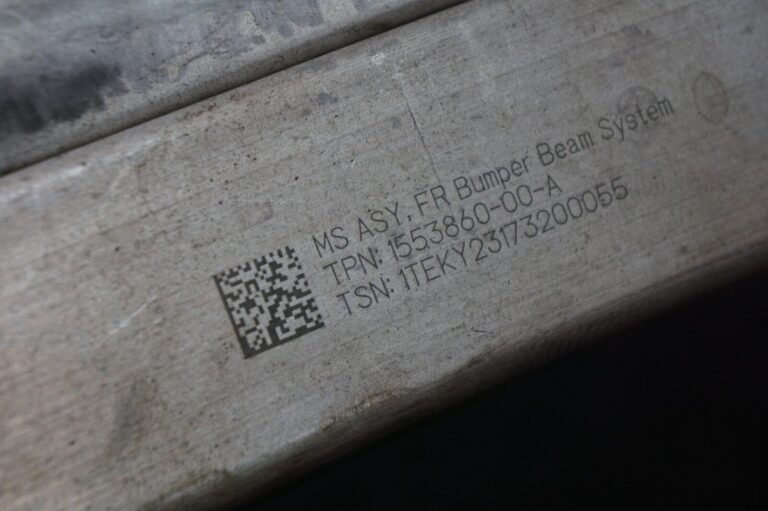 MS ASY, FR Bumper Beam System
TPN: 1553860-00-A
TSN: 1TEKY23173200055